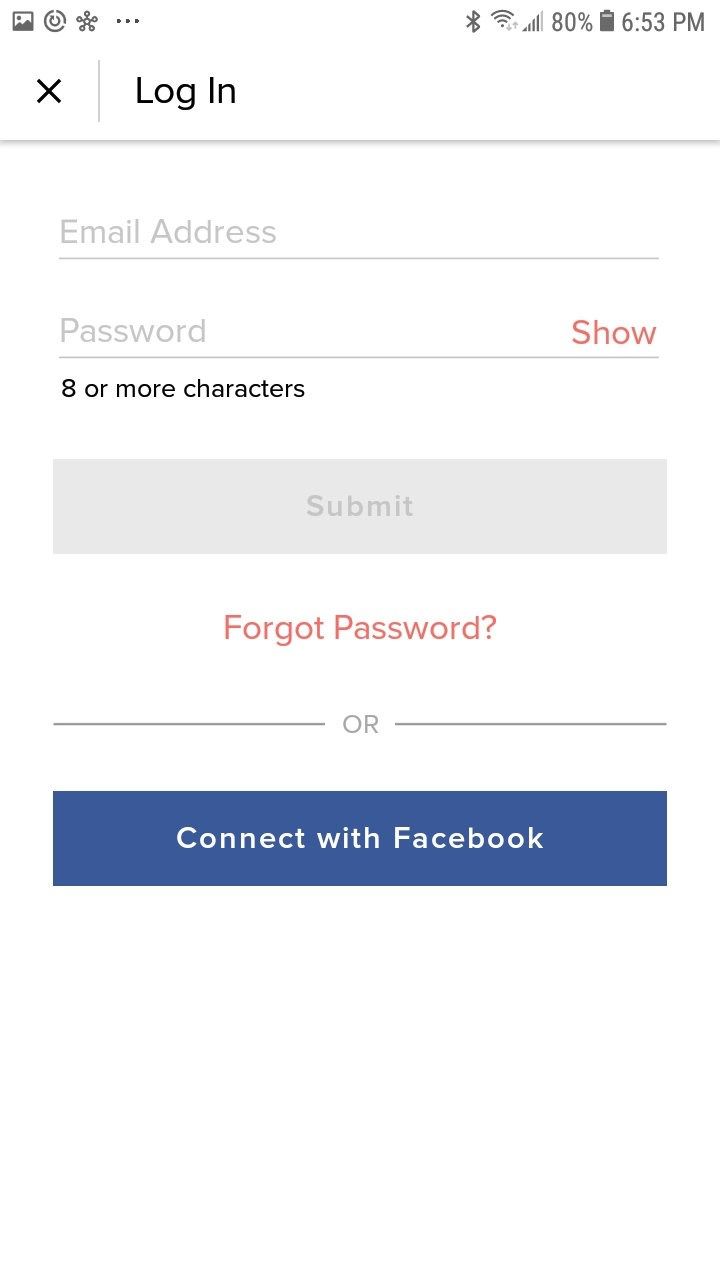 80% 6:53 PM
Log In
Email Address
Password Show
8 or more characters
Submit
Forgot Password?
OR
Connect with Facebook